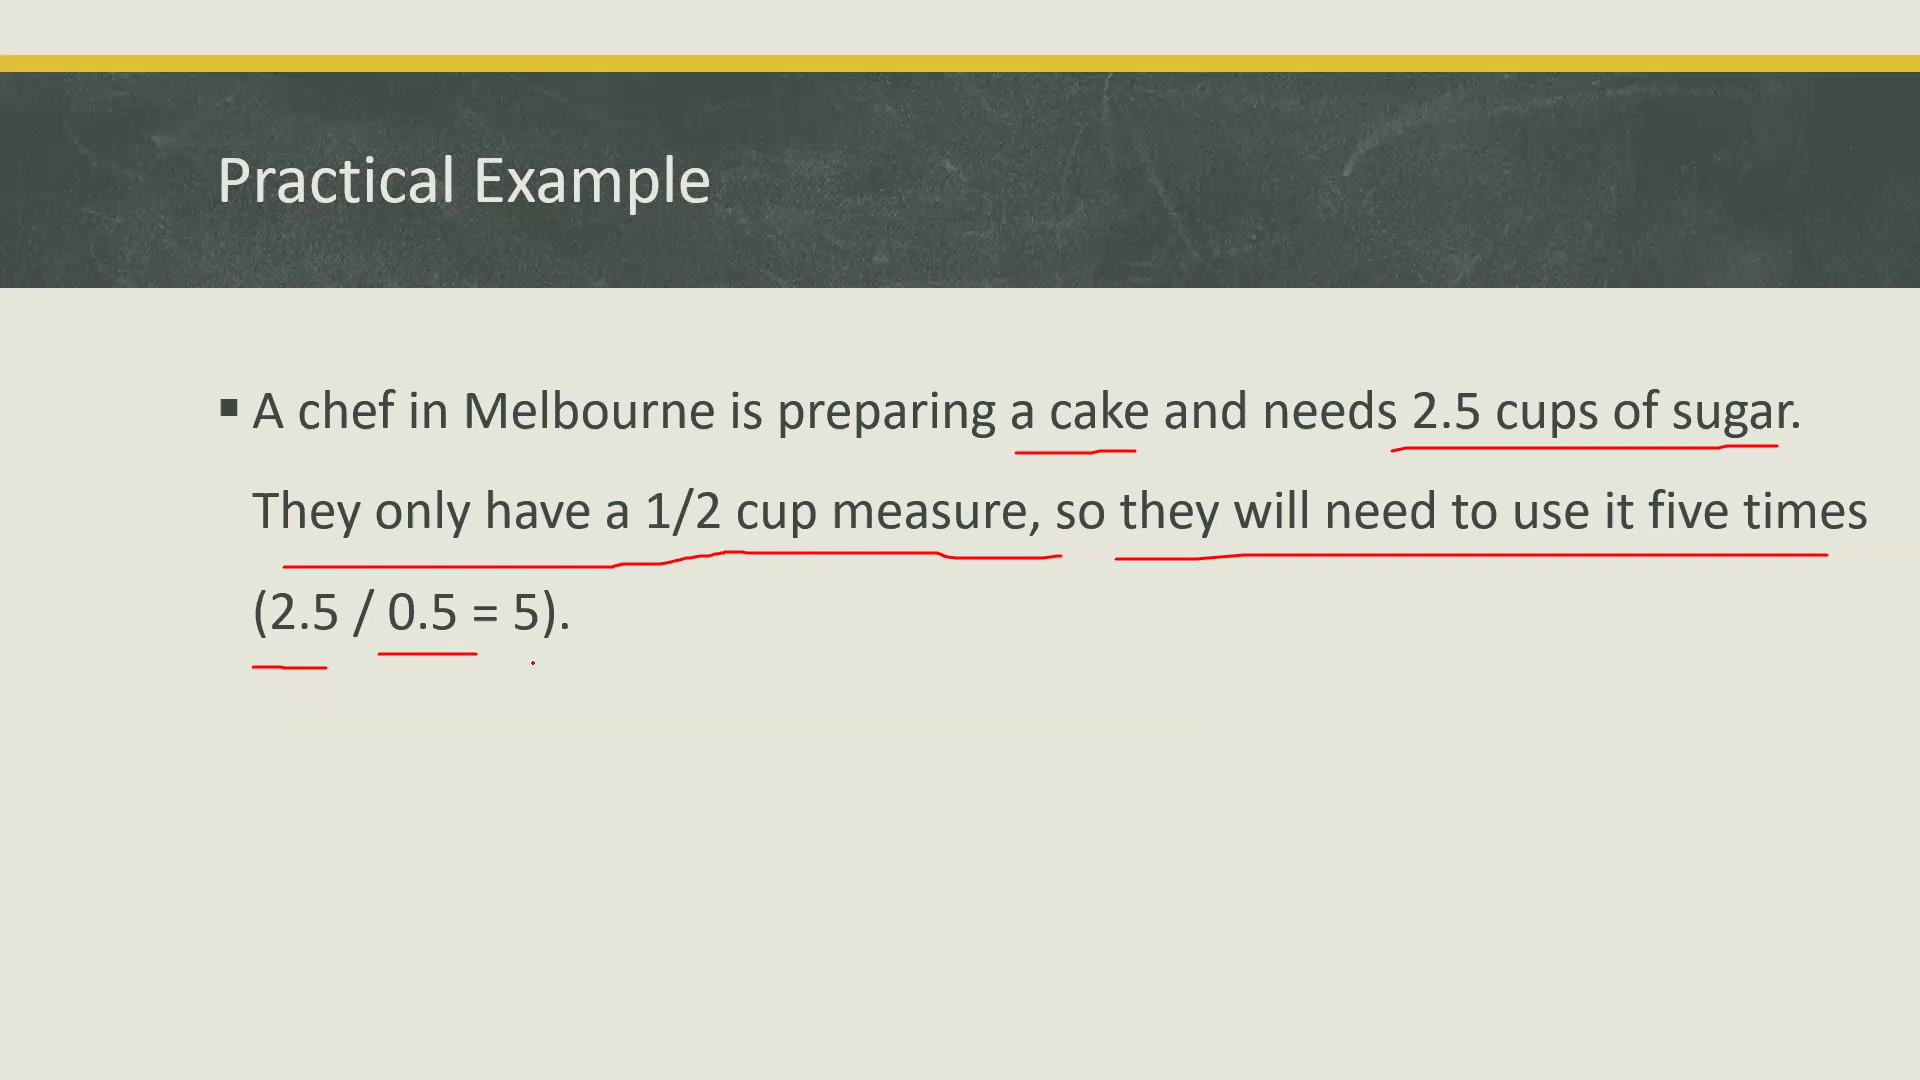 Practical Example
▪ A chef in Melbourne is preparing a cake and needs 2.5 cups of sugar.
They only have a 1/2 cup measure, so they will need to use it five times
(2.5 / 0.5 = 5).